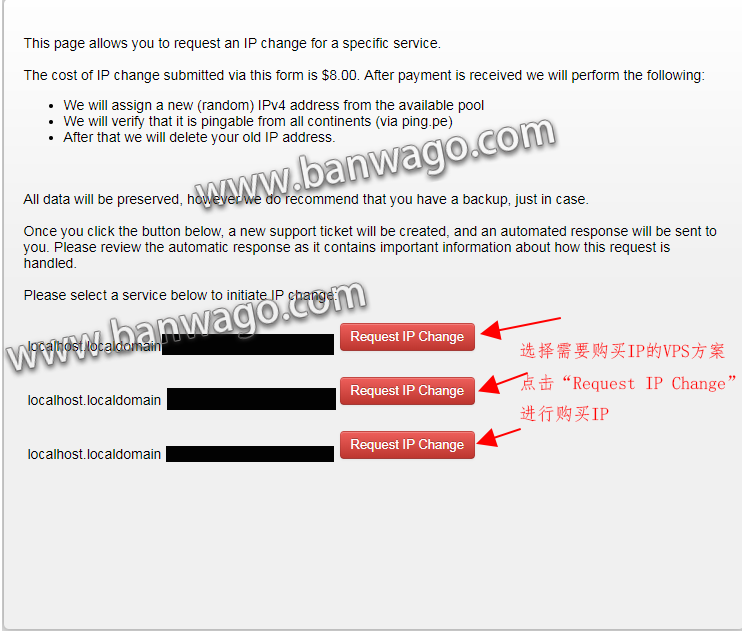 This page allows you to request an IP change for a specific service.
The cost of IP change submitted via this form is $8.00. After payment is received we will perform the following:
• We will assign a new (random) IPv4 address from the available pool
• We will verify that it is pingable from all continents (via ping.pe)
• After that we will delete your old IP address.
www.banwago.com
All data will be preserved, however we do recommend that you have a backup, just in case.
Once you click the button below, a new support ticket will be created, and an automated response will be sent to
you. Please review the automatic response as it contains important information about how this request is
handled.
Please select a service below to initiate IP change:
www.banwago.com
localhost.localdomain Request IP Change
选择需要购买IP的VPS方案
点击“Request IP Change”
进行购买IP
localhost.localdomain Request IP Change
localhost.localdomain Request IP Change